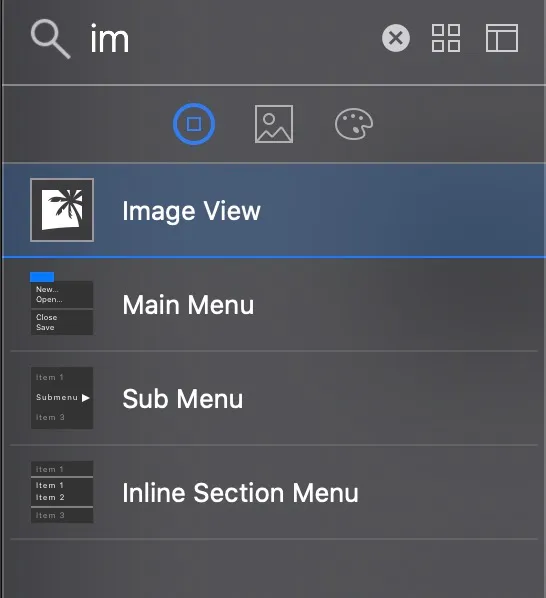 im
Image View
New...
Open...
Close
Save
Main Menu
Item 1
Submenu
Item 3
Sub Menu
Item 1
Item 1
Item 2
Item 3
Inline Section Menu